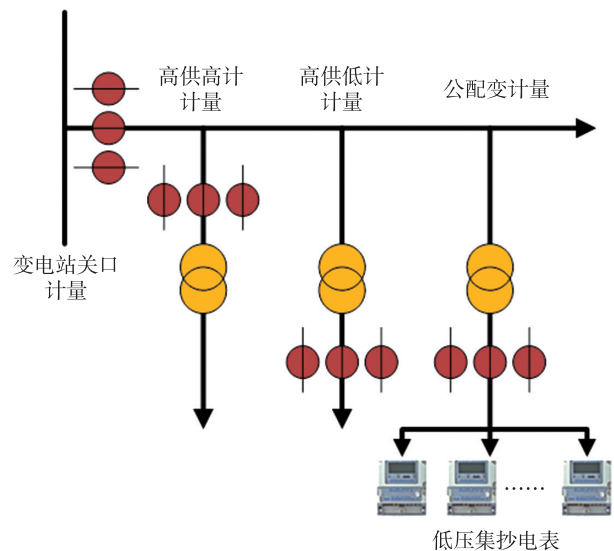 高供高计
计量
高供低计
计量
公配变计量
变电站关口
计量
……
低压集抄电表